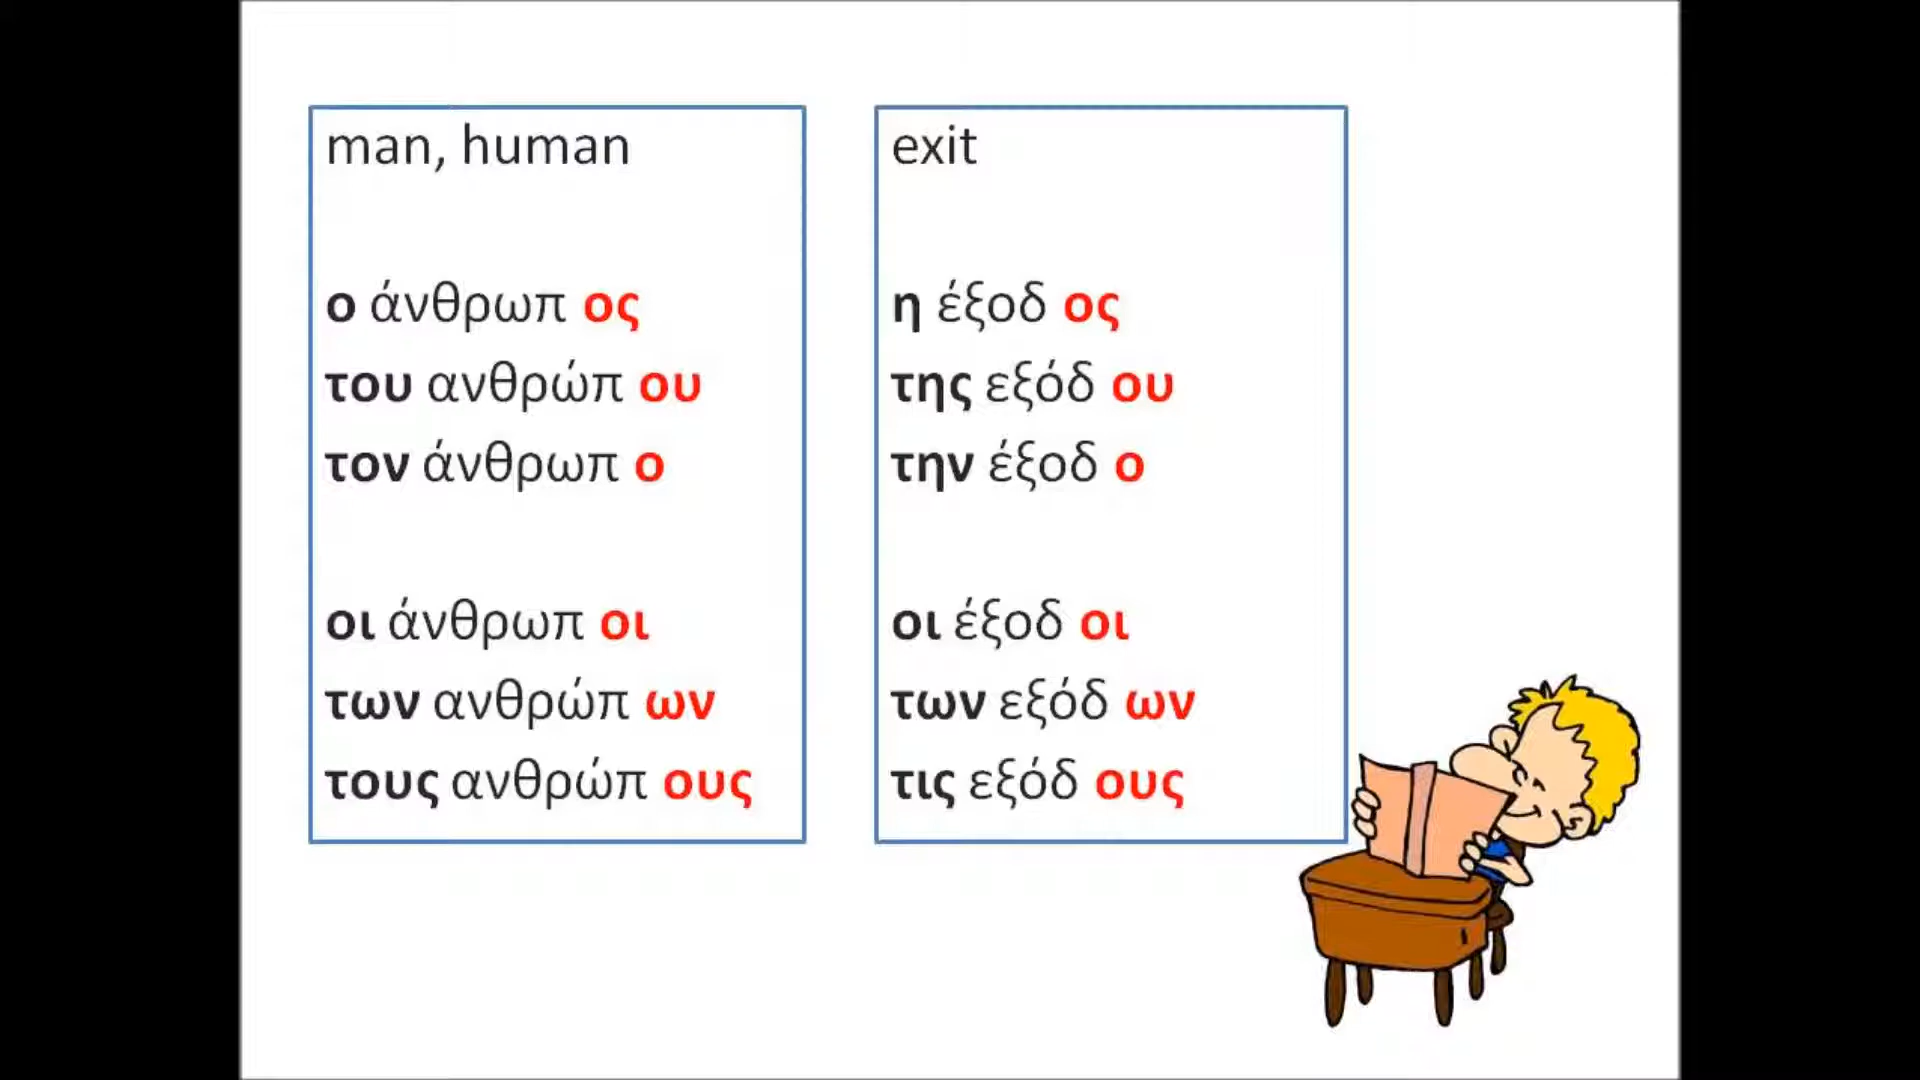 man, human
ο άνθρωπ ος
του ανθρώπ ου
τον άνθρωπ ο
οι άνθρωπ οι
των ανθρώπ ων
τους ανθρώπ ους
exit
η έξοδ ος
της εξόδ ου
την έξοδ ο
οι έξοδ οι
των εξόδ ων
τις εξόδ ους